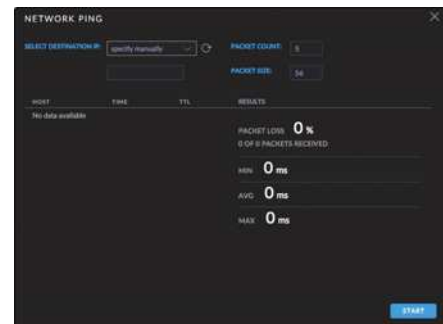 NETWORK PING
SELECT DESTINATION IP: specify manually
PACKET COUNT: 5
PACKET SIZE: 56
HOST TIME TTL
No data available
RESULTS
PACKET LOSS 0 %
0 OF 0 PACKETS RECEIVED
MIN 0 ms
AVG 0 ms
MAX 0 ms
START